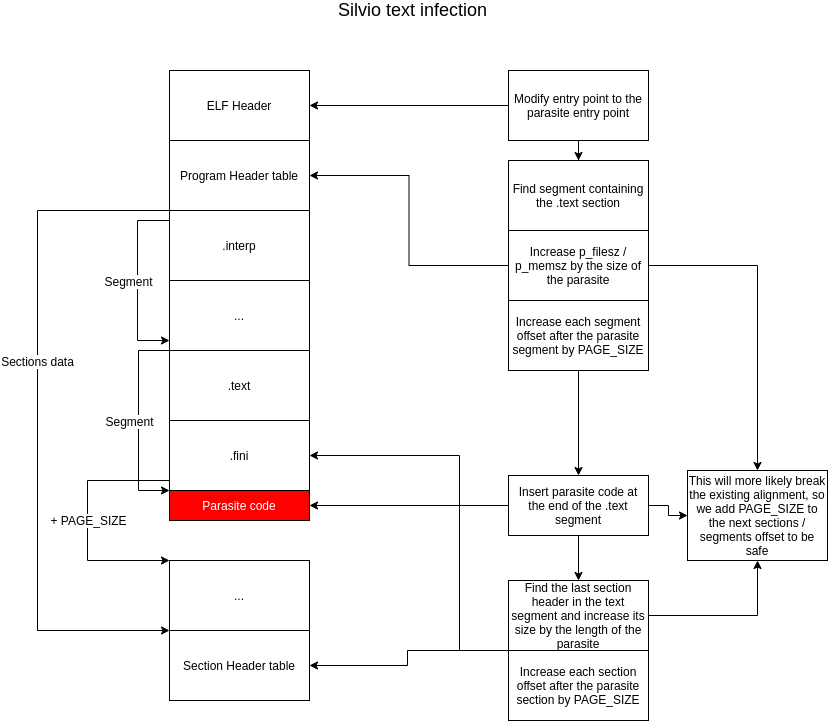 Silvio text infection
ELF Header
Program Header table
.interp
...
.text
.fini
Parasite code
...
Section Header table
Segment
Segment
Sections data
+ PAGE_SIZE
Modify entry point to the
parasite entry point
Find segment containing
the .text section
Increase p_filesz /
p_memsz by the size of
the parasite
Increase each segment
offset after the parasite
segment by PAGE_SIZE
Insert parasite code at
the end of the .text
segment
Find the last section
header in the text
segment and increase its
size by the length of the
parasite
Increase each section
offset after the parasite
section by PAGE_SIZE
This will more likely break
the existing alignment, so
we add PAGE_SIZE to
the next sections /
segments offset to be
safe